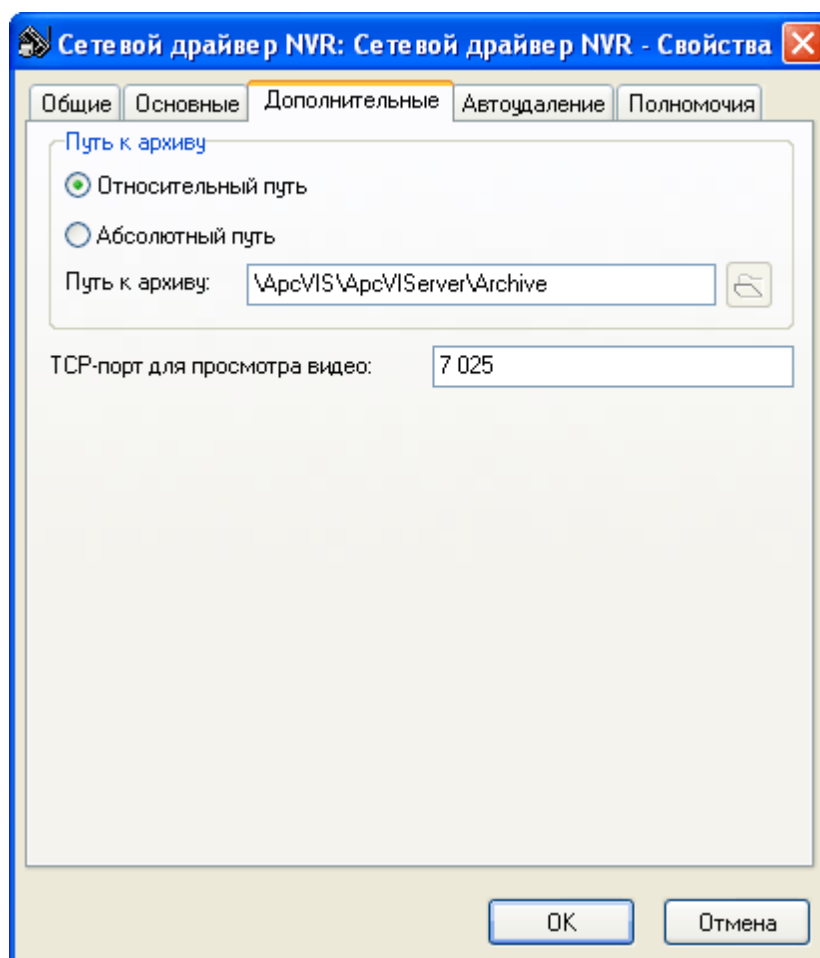 Сетевой драйвер NVR: Сетевой драйвер NVR - Свойства
Общие Основные Дополнительные Автоудаление Полномочия
Путь к архиву
Относительный путь
Абсолютный путь
Путь к архиву: \ApcVIS\ApcVIServer\Archive
TCP-порт для просмотра видео: 7 025
OK Отмена